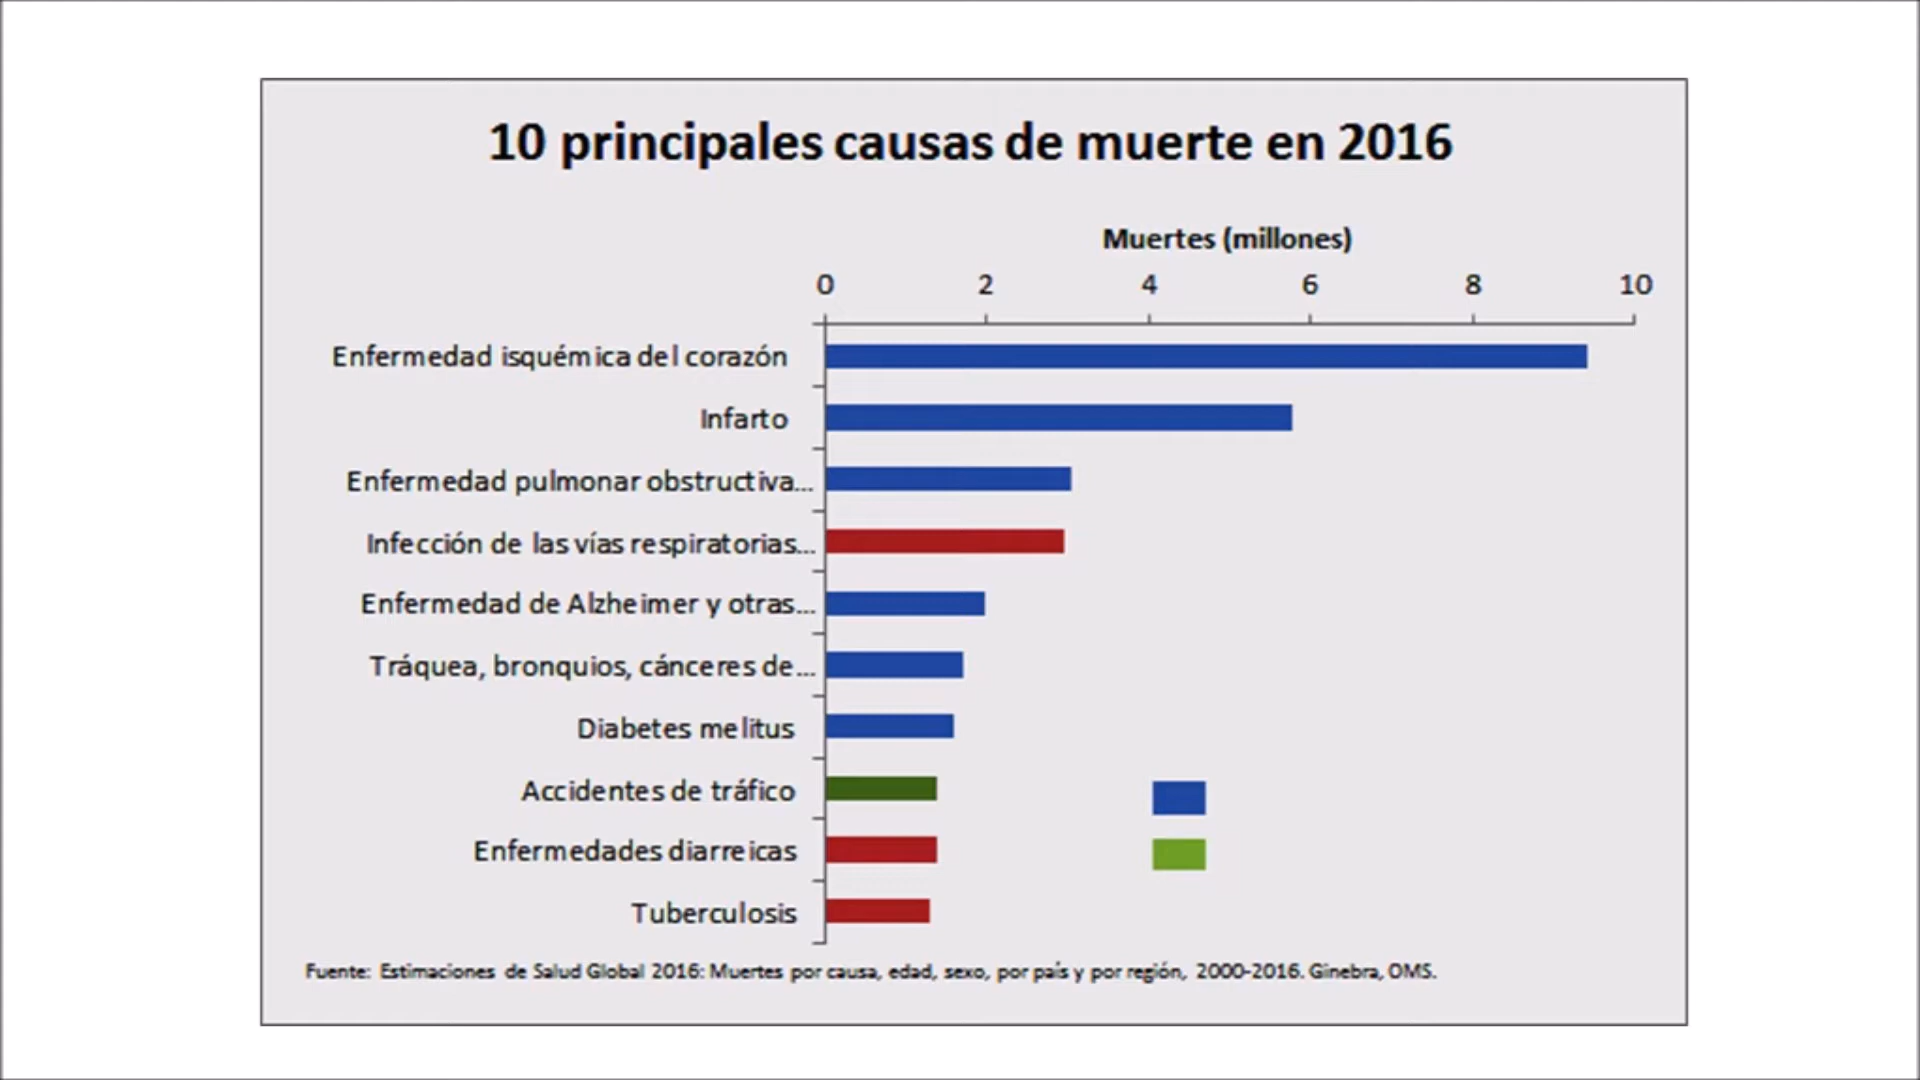 10 principales causas de muerte en 2016
Muertes (millones)
0 2 4 6 8 10
Enfermedad isquémica del corazón
Infarto
Enfermedad pulmonar obstructiva...
Infección de las vías respiratorias...
Enfermedad de Alzheimer y otras...
Tráquea, bronquios, cánceres de...
Diabetes melitus
Accidentes de tráfico
Enfermedades diarreicas
Tuberculosis
Fuente: Estimaciones de Salud Global 2016: Muertes por causa, edad, sexo, por país y por región, 2000-2016. Ginebra, OMS.